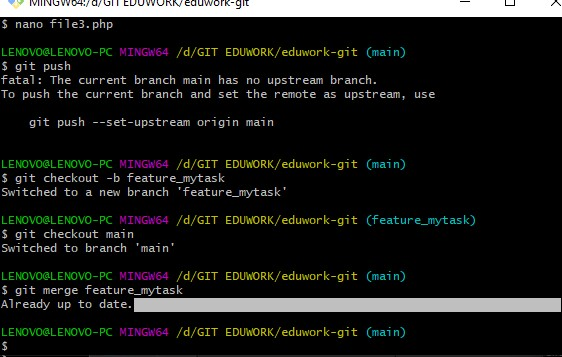 MINGW64:/d/GIT EDUWORK/eduwork-git
$ nano file3.php
LENOVO@LENOVO-PC MINGW64 /d/GIT EDUWORK/eduwork-git (main)
$ git push
fatal: The current branch main has no upstream branch.
To push the current branch and set the remote as upstream, use
git push --set-upstream origin main
LENOVO@LENOVO-PC MINGW64 /d/GIT EDUWORK/eduwork-git (main)
$ git checkout -b feature_mytask
Switched to a new branch 'feature_mytask'
LENOVO@LENOVO-PC MINGW64 /d/GIT EDUWORK/eduwork-git (feature_mytask)
$ git checkout main
Switched to branch 'main'
LENOVO@LENOVO-PC MINGW64 /d/GIT EDUWORK/eduwork-git (main)
$ git merge feature_mytask
Already up to date.
LENOVO@LENOVO-PC MINGW64 /d/GIT EDUWORK/eduwork-git (main)
$